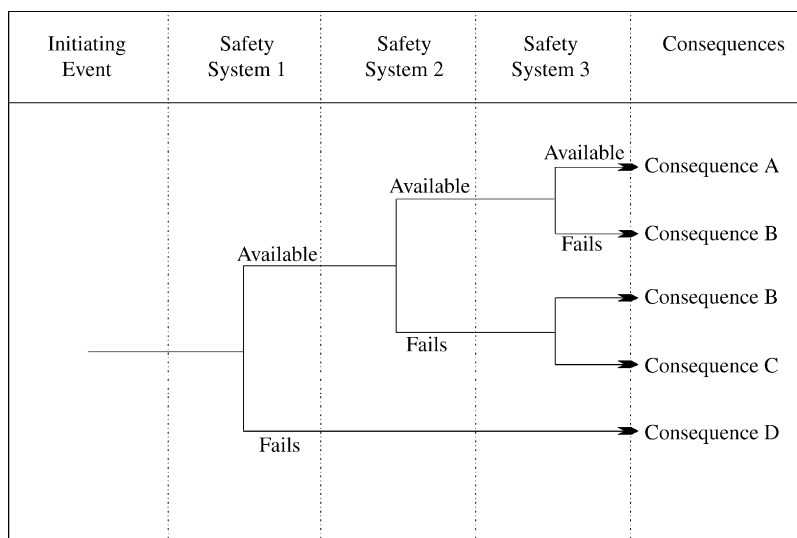 Initiating
Event
Safety
System 1
Safety
System 2
Safety
System 3
Consequences
Available
Consequence A
Available
Fails
Consequence B
Available
Consequence B
Fails
Consequence C
Fails
Consequence D